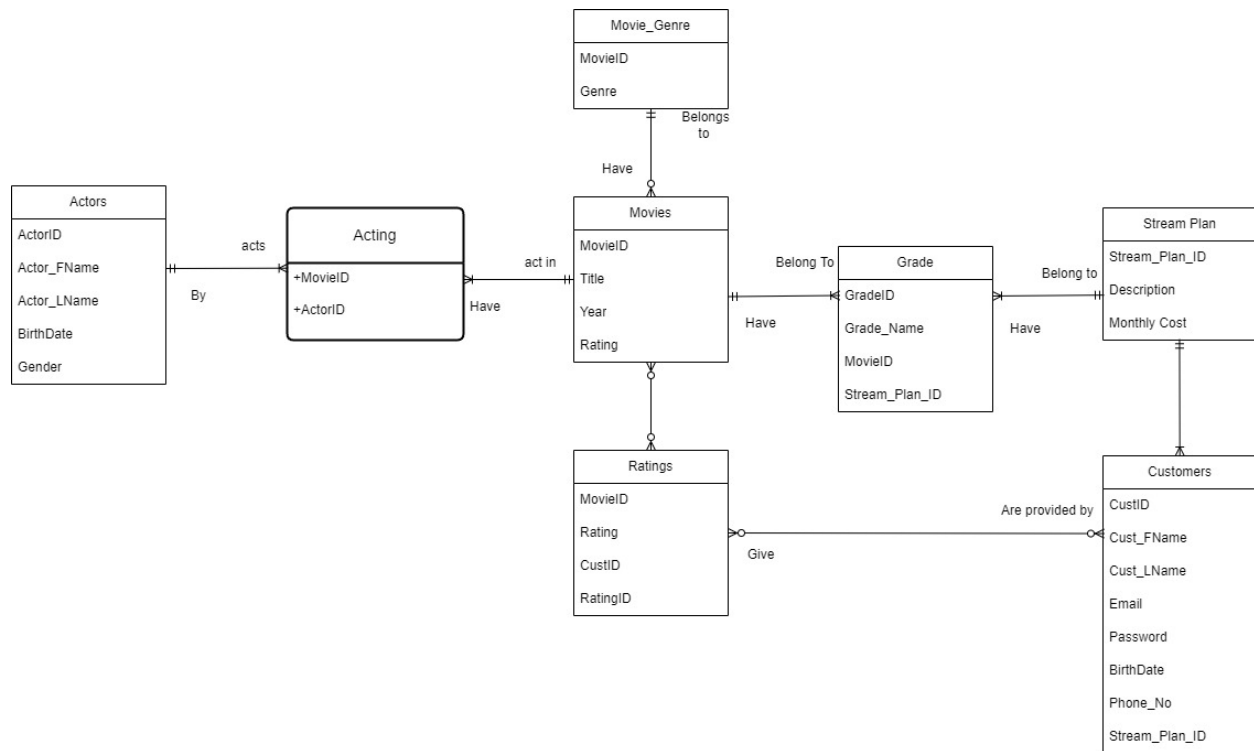 Movie_Genre
MovieID
Genre
Belongs
to
Have
Actors
ActorID
Actor_FName
Actor_LName
BirthDate
Gender
acts
By
Acting
+MovieID
+ActorID
act in
Have
Movies
MovieID
Title
Year
Rating
Belong To
Have
Grade
GradeID
Grade_Name
MovieID
Stream_Plan_ID
Belong to
Have
Stream Plan
Stream_Plan_ID
Description
Monthly Cost
Ratings
MovieID
Rating
CustID
RatingID
Are provided by
Give
Customers
CustID
Cust_FName
Cust_LName
Email
Password
BirthDate
Phone_No
Stream_Plan_ID